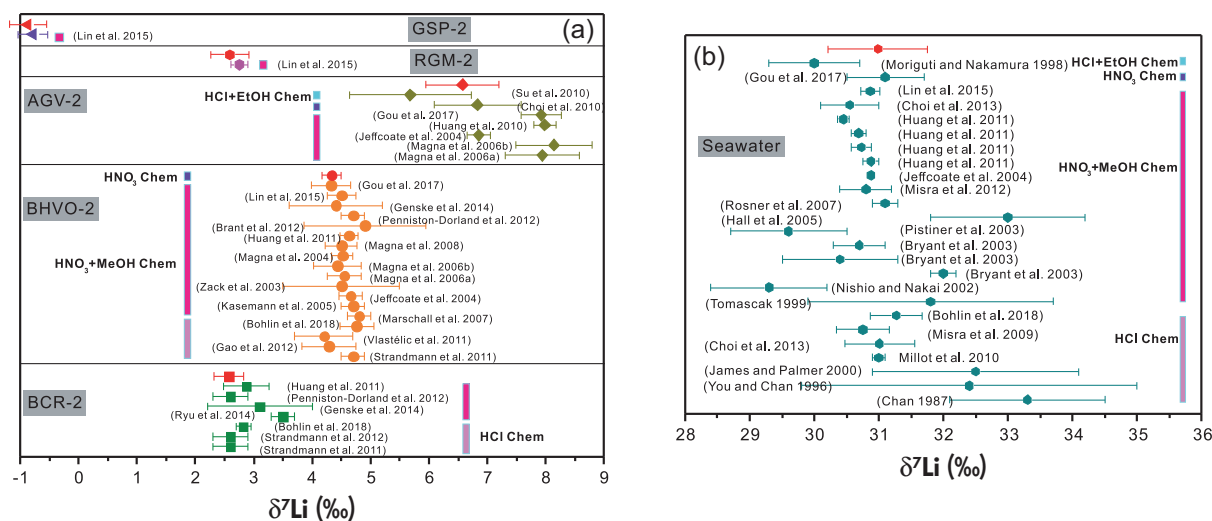 (a)
GSP-2
(Lin et al. 2015)
RGM-2
(Lin et al. 2015)
AGV-2
HCl+EtOH Chem
(Su et al. 2010)
(Choi et al. 2010)
(Gou et al. 2017)
(Huang et al. 2010)
(Jeffcoate et al. 2004)
(Magna et al. 2006b)
(Magna et al. 2006a)
BHVO-2
HNO3 Chem
HNO3+MeOH Chem
(Gou et al. 2017)
(Lin et al. 2015)
(Genske et al. 2014)
(Penniston-Dorland et al. 2012)
(Brant et al. 2012)
(Huang et al. 2011)
(Magna et al. 2008)
(Magna et al. 2004)
(Magna et al. 2006b)
(Magna et al. 2006a)
(Zack et al. 2003)
(Jeffcoate et al. 2004)
(Kasemann et al. 2005)
(Marschall et al. 2007)
(Bohlin et al. 2018)
(Vlastélic et al. 2011)
(Gao et al. 2012)
(Strandmann et al. 2011)
BCR-2
(Huang et al. 2011)
(Penniston-Dorland et al. 2012)
(Genske et al. 2014)
(Ryu et al. 2014)
(Bohlin et al. 2018)
(Strandmann et al. 2012)
(Strandmann et al. 2011)
HCl Chem
-1 0 1 2 3 4 5 6 7 8 9
δ⁷Li (‰)
(b)
HCl+EtOH Chem
(Moriguti and Nakamura 1998)
HNO3 Chem
(Gou et al. 2017)
(Lin et al. 2015)
(Choi et al. 2013)
(Huang et al. 2011)
(Huang et al. 2011)
Seawater
(Huang et al. 2011)
(Huang et al. 2011)
HNO3+MeOH Chem
(Jeffcoate et al. 2004)
(Misra et al. 2012)
(Rosner et al. 2007)
(Hall et al. 2005)
(Pistiner et al. 2003)
(Bryant et al. 2003)
(Bryant et al. 2003)
(Bryant et al. 2003)
(Nishio and Nakai 2002)
(Tomascak 1999)
(Bohlin et al. 2018)
(Misra et al. 2009)
HCl Chem
(Choi et al. 2013)
Millot et al. 2010)
(James and Palmer 2000)
(You and Chan 1996)
(Chan 1987)
28 29 30 31 32 33 34 35 36
δ⁷Li (‰)